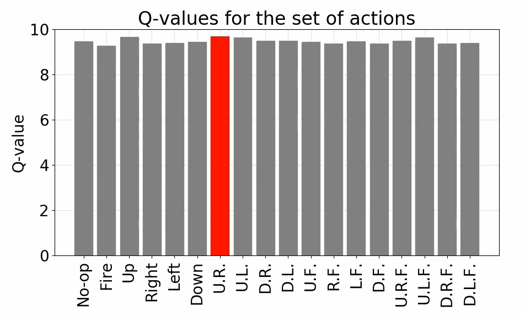 Q-values for the set of actions
10
8
6
4
2
0
Q-value
No-op
Fire
Up
Right
Left
Down
U.R.
U.L.
D.R.
D.L.
U.F.
R.F.
L.F.
D.F.
U.R.F.
U.L.F.
D.R.F.
D.L.F.